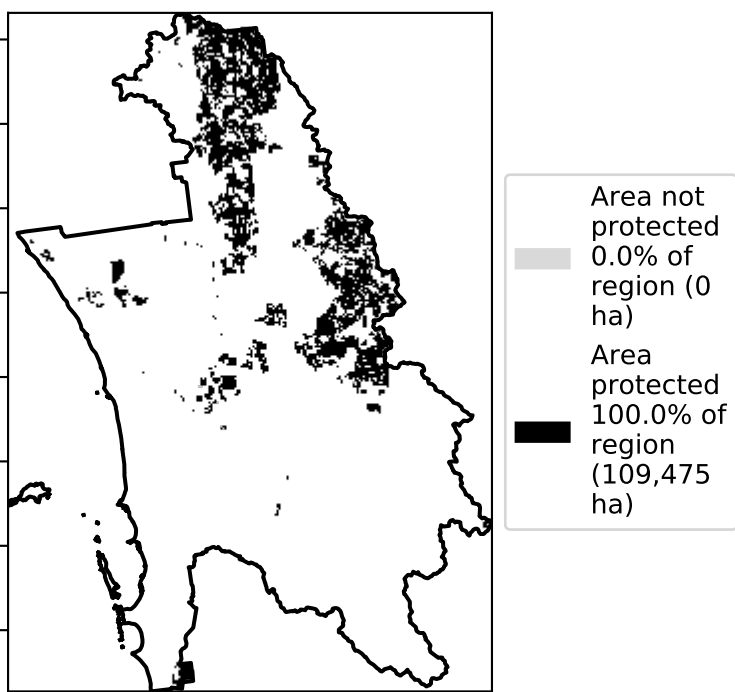 Area not
protected
0.0% of
region (0
ha)
Area
protected
100.0% of
region
(109,475
ha)